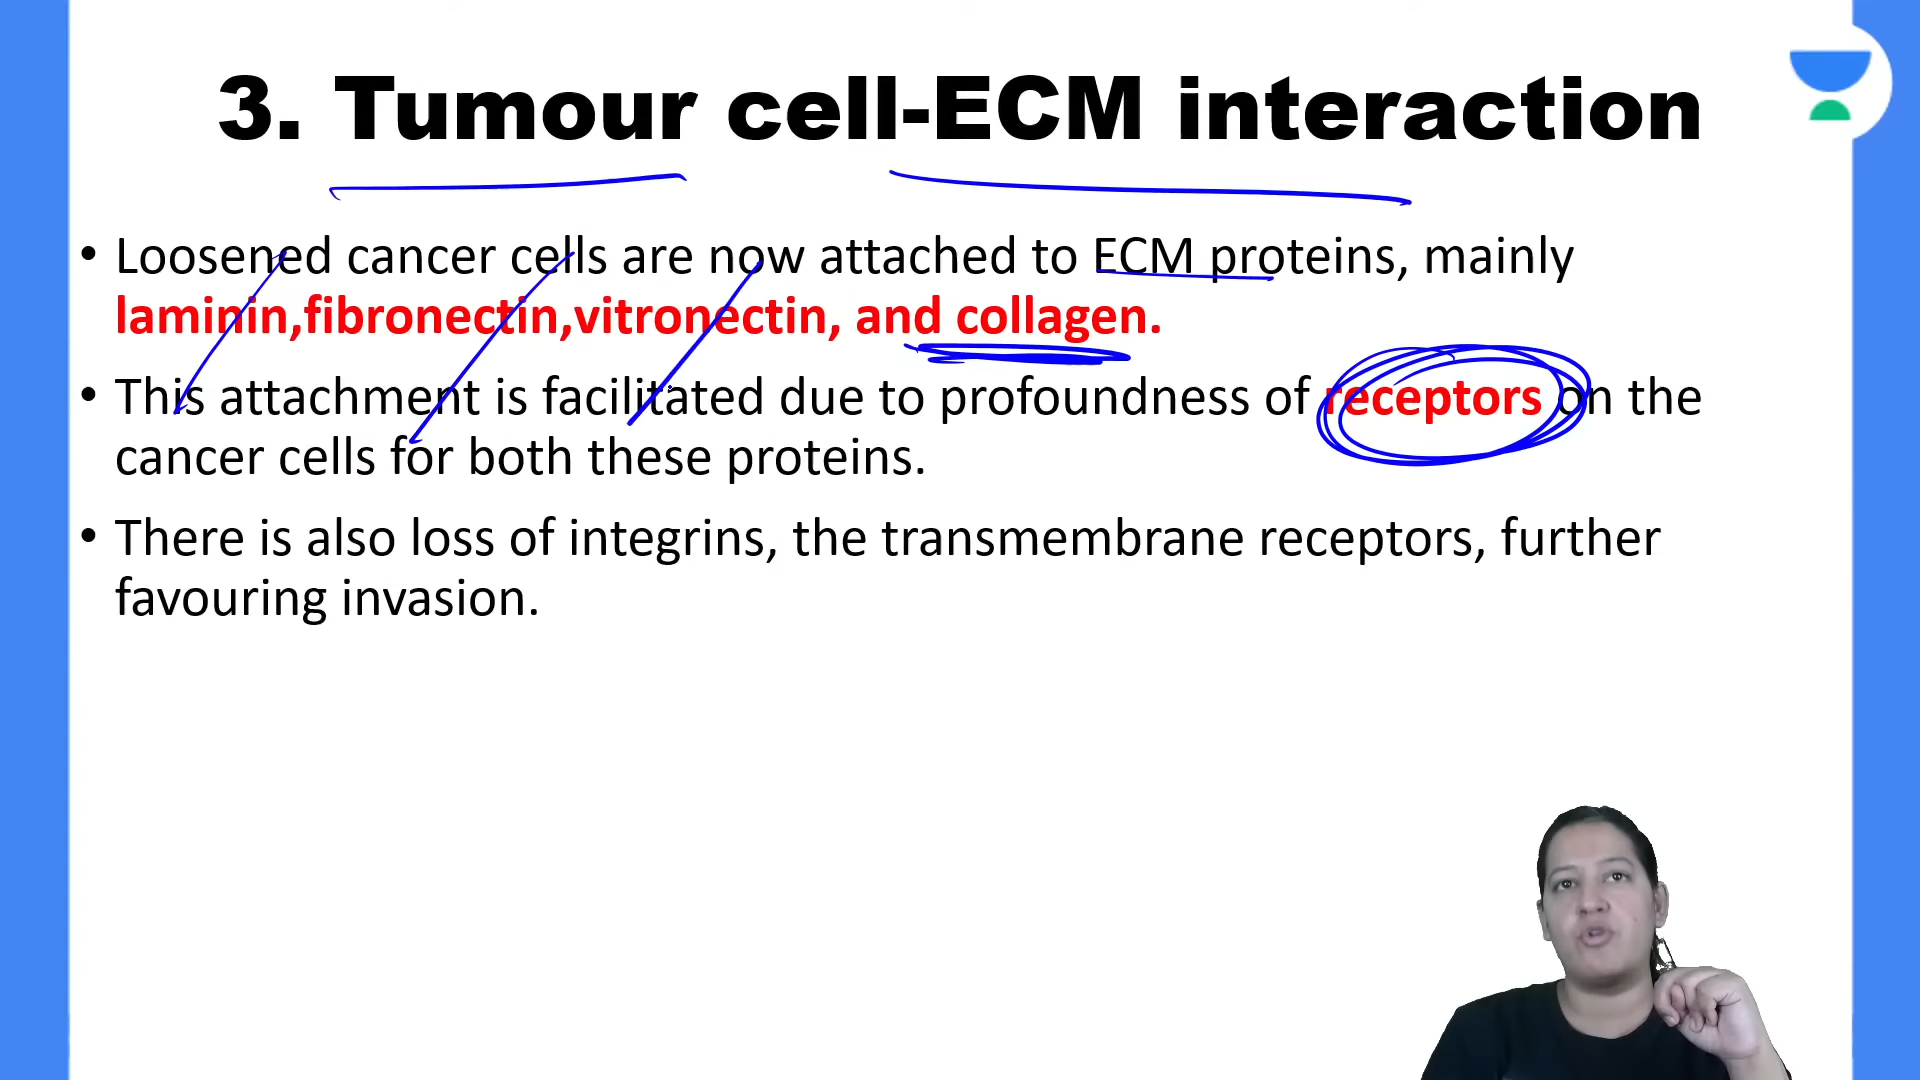 3. Tumour cell-ECM interaction
• Loosened cancer cells are now attached to ECM proteins, mainly
laminin,fibronectin,vitronectin, and collagen.
• This attachment is facilitated due to profoundness of receptors on the
cancer cells for both these proteins.
• There is also loss of integrins, the transmembrane receptors, further
favouring invasion.